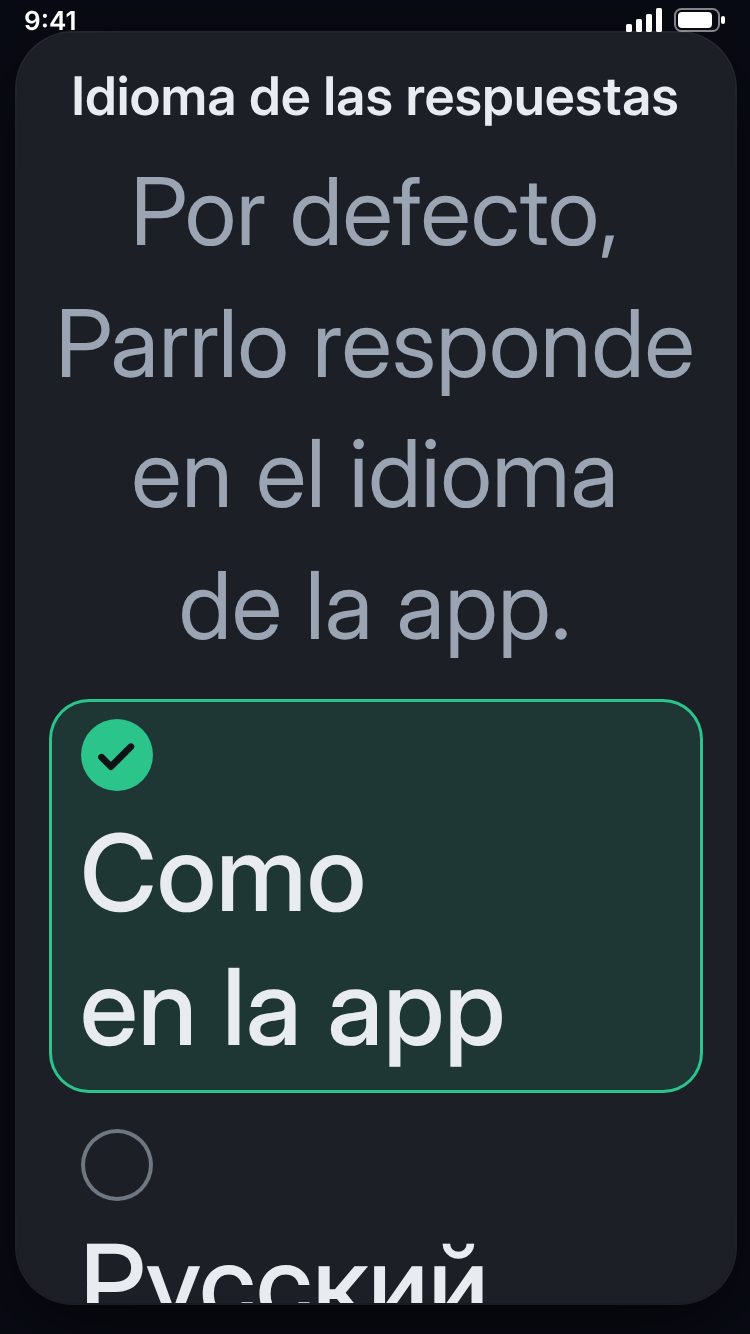 9:41
Idioma de las respuestas
Por defecto,
Parrlo responde
en el idioma
de la app.
Como
en la app
Русский